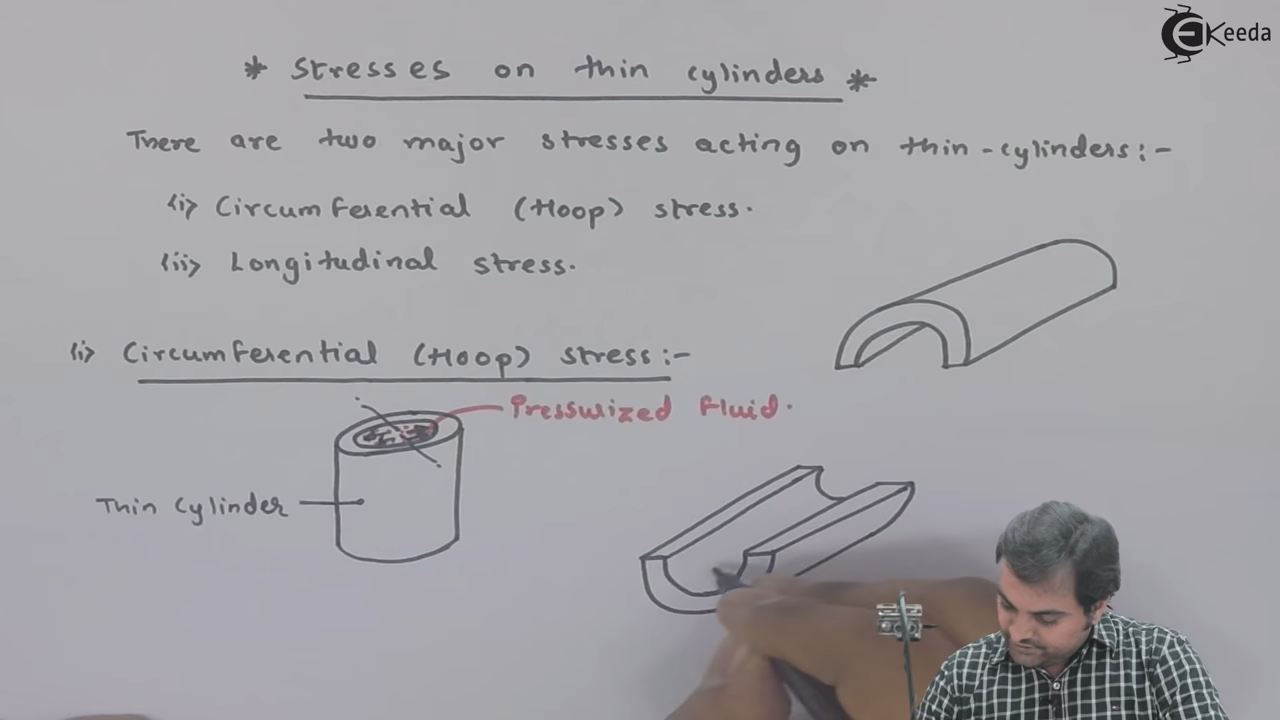 Keeda
* Stresses on thin cylinders *
There are two major stresses acting on thin-cylinders:-
(i) Circumferential (Hoop) stress.
(ii) Longitudinal stress.
(i) Circumferential (Hoop) stress:-
Pressurized Fluid.
Thin Cylinder